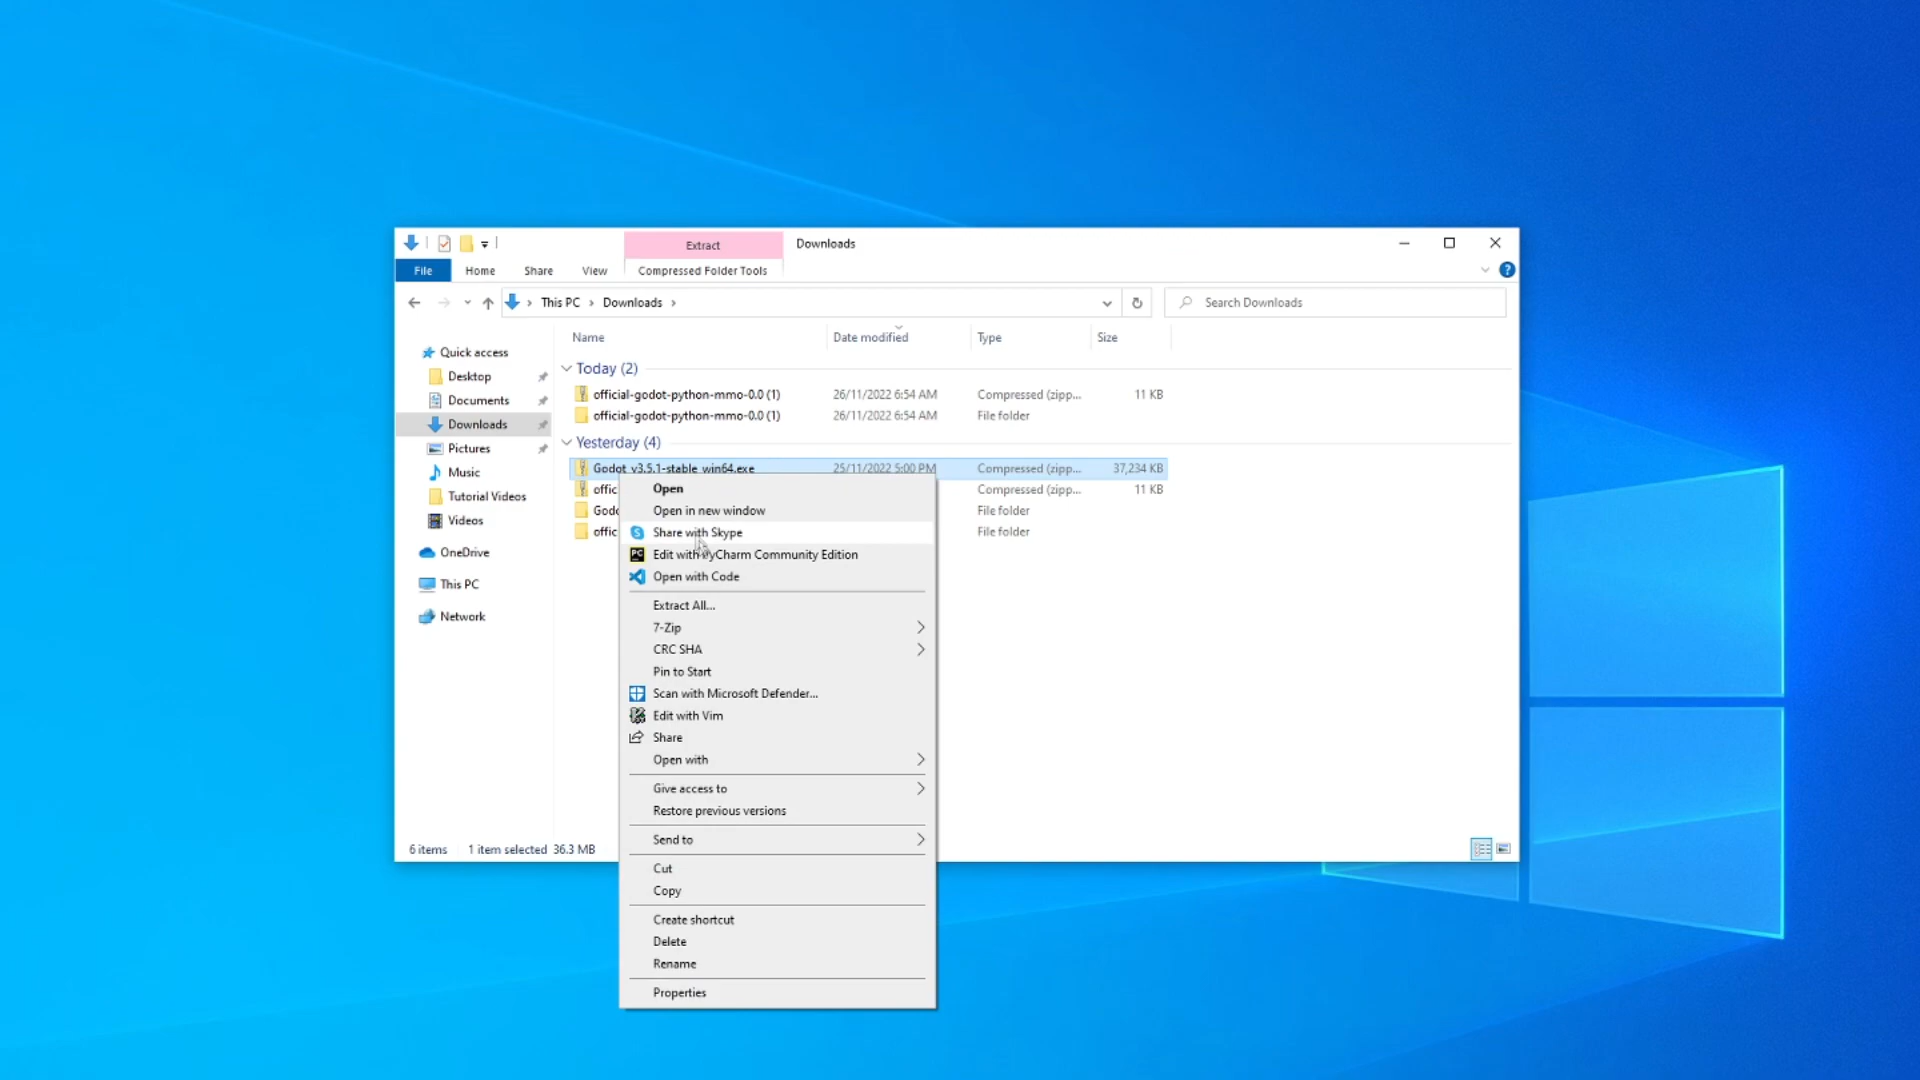 Extract
Downloads
File
Home
Share
View
Compressed Folder Tools
This PC
Downloads
Search Downloads
Name
Date modified
Type
Size
Quick access
Desktop
Documents
Downloads
Pictures
Music
Tutorial Videos
Videos
OneDrive
This PC
Network
Today (2)
official-godot-python-mmo-0.0 (1) 26/11/2022 6:54 AM Compressed (zipp... 11 KB
official-godot-python-mmo-0.0 (1) 26/11/2022 6:54 AM File folder
Yesterday (4)
Godot_v3.5.1-stable_win64.exe 25/11/2022 5:00 PM Compressed (zipp... 37,234 KB
offic Compressed (zipp... 11 KB
Godo File folder
offic File folder
Open
Open in new window
Share with Skype
Edit with PyCharm Community Edition
Open with Code
Extract All...
7-Zip
CRC SHA
Pin to Start
Scan with Microsoft Defender...
Edit with Vim
Share
Open with
Give access to
Restore previous versions
Send to
Cut
Copy
Create shortcut
Delete
Rename
Properties
6 items 1 item selected 36.3 MB